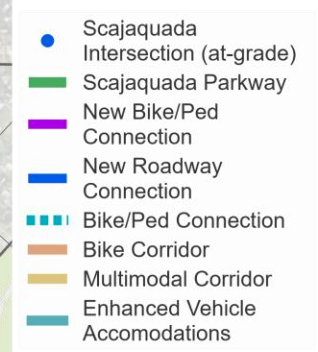 Scajaquada
Intersection (at-grade)
Scajaquada Parkway
New Bike/Ped
Connection
New Roadway
Connection
Bike/Ped Connection
Bike Corridor
Multimodal Corridor
Enhanced Vehicle
Accomodations